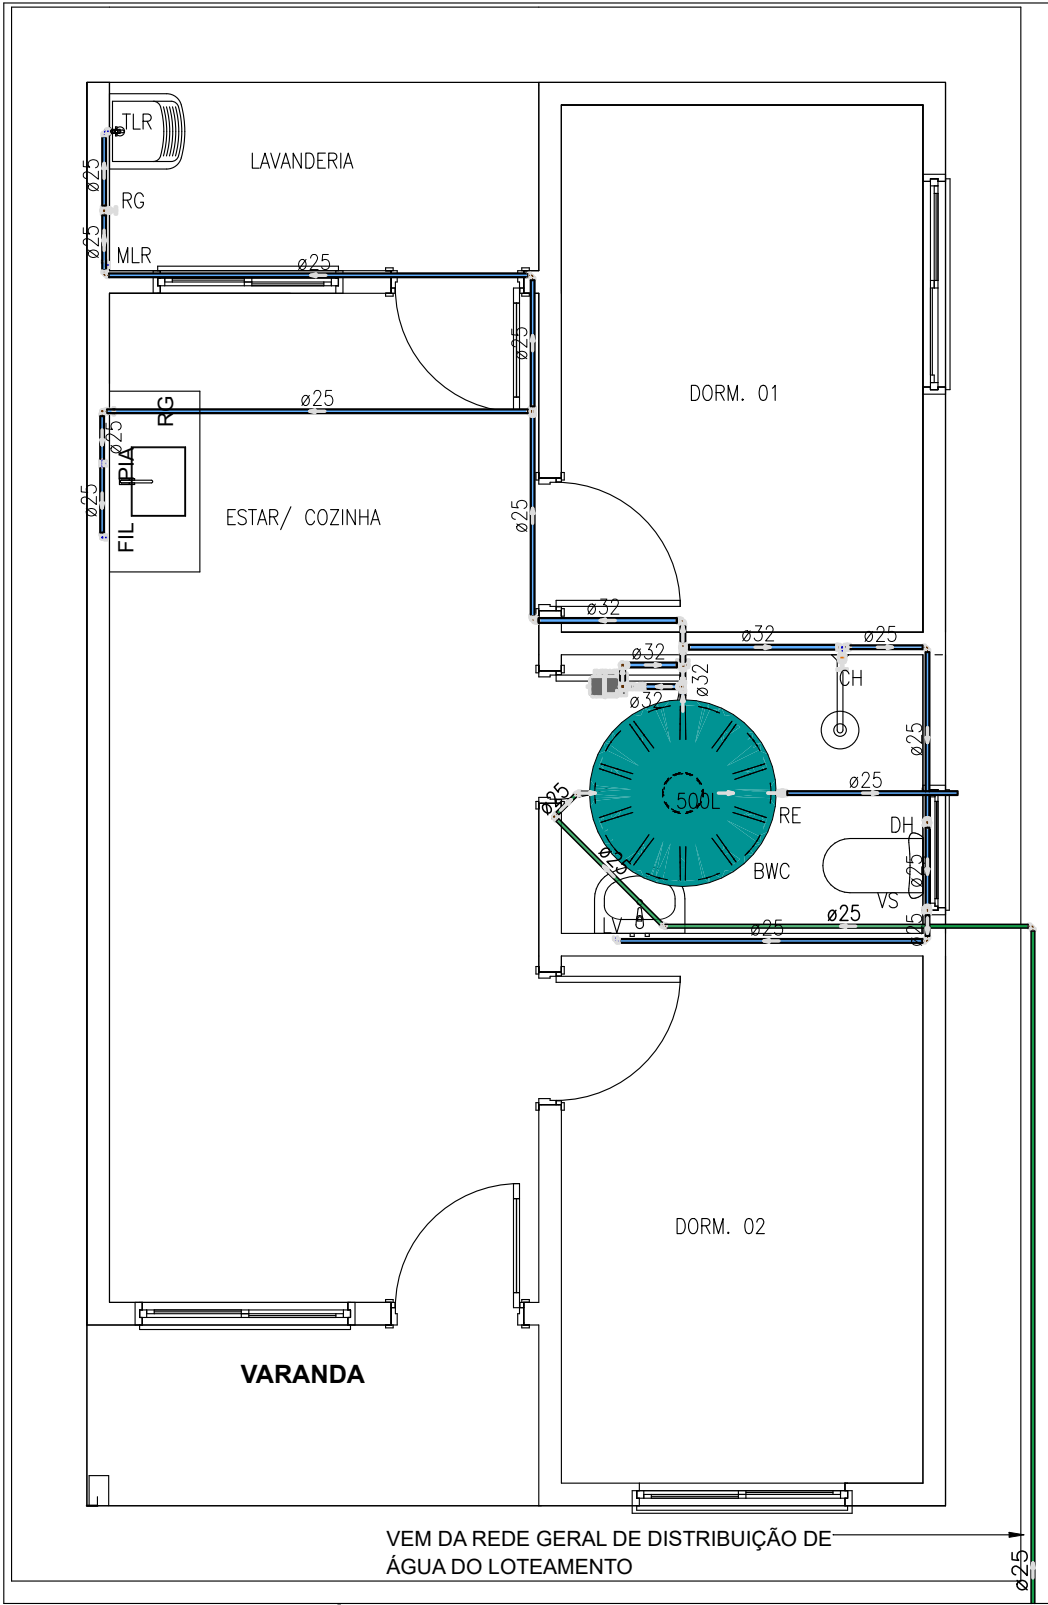 TLR
LAVANDERIA
ø25
RG
ø25
MLR
ø25
ø25
DORM. 01
ø25
RG
ø25
PIA
ø25
FIL
ESTAR/ COZINHA
ø25
ø32
ø32
ø25
ø32
ø32
ø32
CH
ø25
ø25
ø25
500L
RE
DH
ø25
BWC
ø25
VS
LV
ø25
ø25
ø25
DORM. 02
VARANDA
VEM DA REDE GERAL DE DISTRIBUIÇÃO DE
ÁGUA DO LOTEAMENTO
ø25